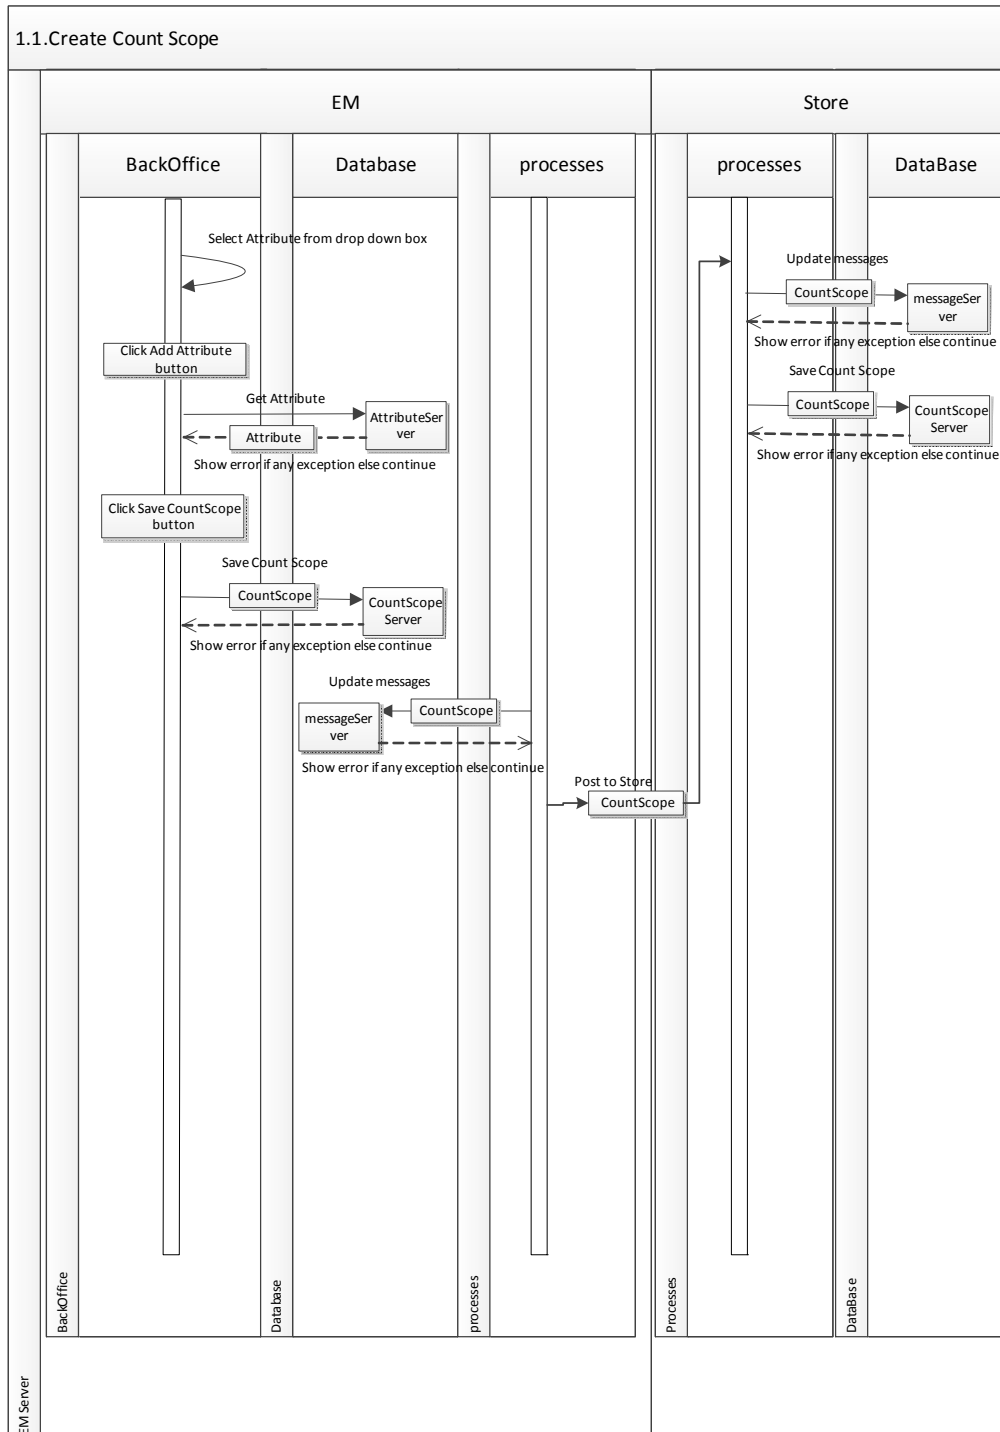 1.1.Create Count Scope
EM
Store
BackOffice
Database
processes
processes
DataBase
Select Attribute from drop down box
Click Add Attribute
button
Get Attribute
AttributeSer
ver
Attribute
Show error if any exception else continue
Click Save CountScope
button
Save Count Scope
CountScope
CountScope
Server
Show error if any exception else continue
Update messages
CountScope
messageSer
ver
Show error if any exception else continue
Post to Store
CountScope
Update messages
CountScope
messageSer
ver
Show error if any exception else continue
Save Count Scope
CountScope
CountScope
Server
Show error if any exception else continue
BackOffice
Database
processes
Processes
DataBase
EM Server